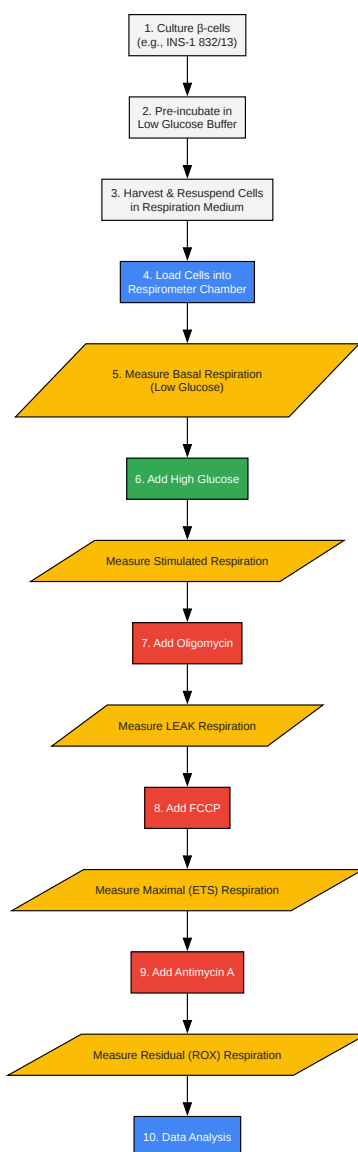 1. Culture β-cells
(e.g., INS-1 832/13)
2. Pre-incubate in
Low Glucose Buffer
3. Harvest & Resuspend Cells
in Respiration Medium
4. Load Cells into
Respirometer Chamber
5. Measure Basal Respiration
(Low Glucose)
6. Add High Glucose
Measure Stimulated Respiration
7. Add Oligomycin
Measure LEAK Respiration
8. Add FCCP
Measure Maximal (ETS) Respiration
9. Add Antimycin A
Measure Residual (ROX) Respiration
10. Data Analysis